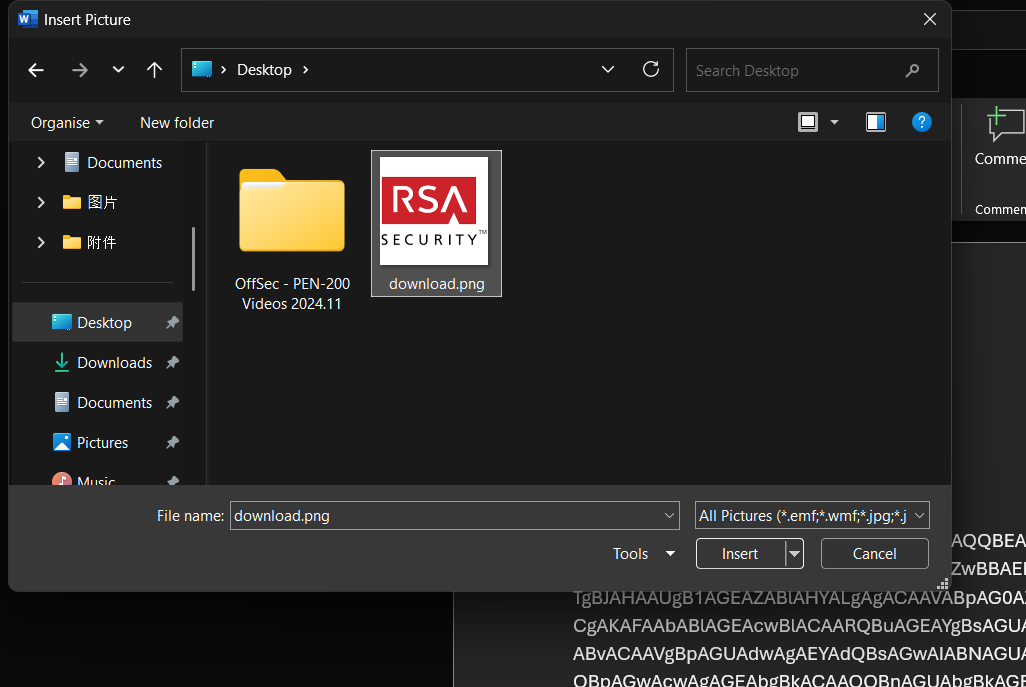 Insert Picture
Desktop
Search Desktop
Organise
New folder
Documents
图片
附件
Desktop
Downloads
Documents
Pictures
Music
OffSec - PEN-200
Videos 2024.11
RSA
SECURITY™
download.png
File name:
download.png
All Pictures (*.emf;*.wmf;*.jpg;*.j
Tools
Insert
Cancel
Comme
Commen
AQQBEA
ZwBBAE
TgBJAHAAUgB1AGEAZABlAHYALgAgACAAVABpAG0AZ
CgAKAFAAbABlAGEAcwBlACAARQBuAGEAYgBsAGUA
ABvACAAVgBpAGUAdwAgAEYAdQBsAGwAIABNAGUA